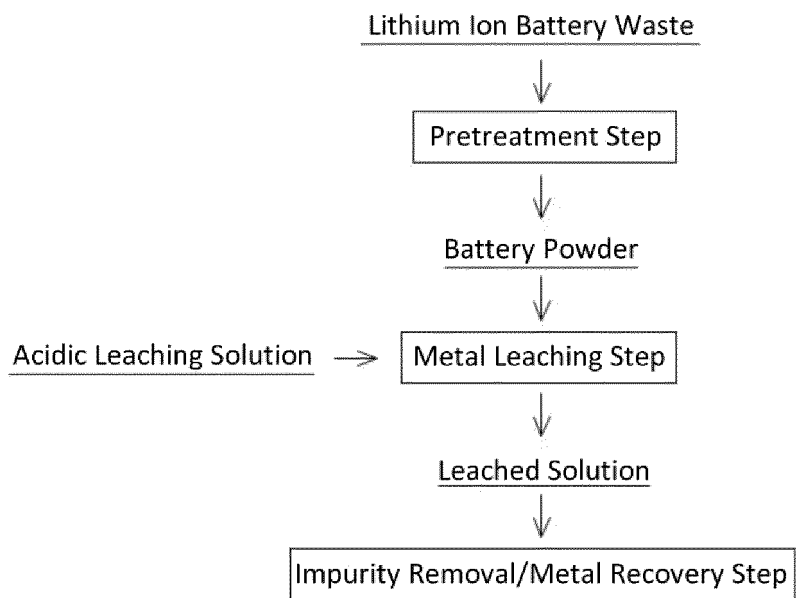 Lithium Ion Battery Waste
Pretreatment Step
Battery Powder
Acidic Leaching Solution
Metal Leaching Step
Leached Solution
Impurity Removal/Metal Recovery Step